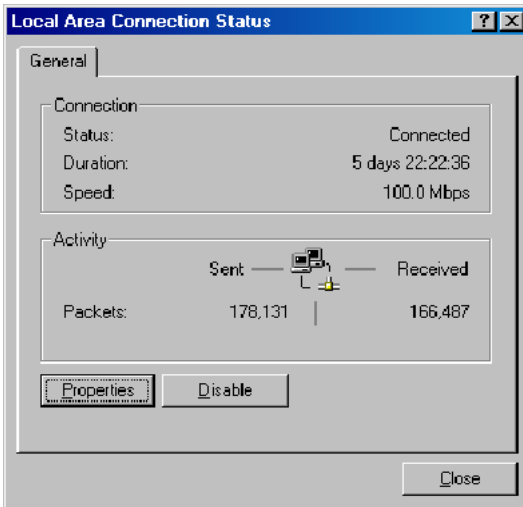 Local Area Connection Status
General
Connection
Status: Connected
Duration: 5 days 22:22:36
Speed: 100.0 Mbps
Activity
Sent Received
Packets: 178,131 166,487
Properties Disable
Close